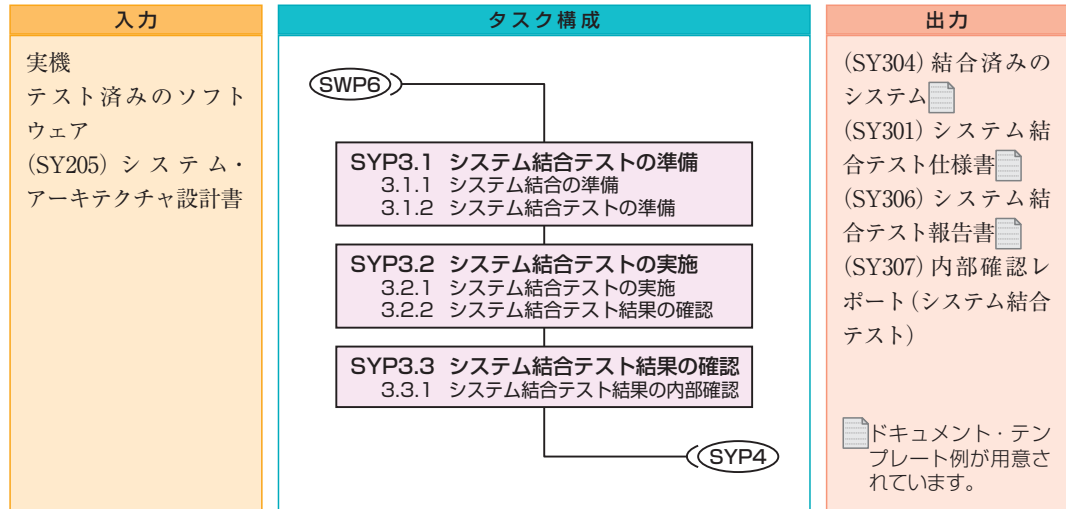 入力
実機
テスト済みのソフト
ウェア
(SY205) システム・
アーキテクチャ設計書
タスク構成
SWP6
SYP3.1 システム結合テストの準備
3.1.1 システム結合の準備
3.1.2 システム結合テストの準備
SYP3.2 システム結合テストの実施
3.2.1 システム結合テストの実施
3.2.2 システム結合テスト結果の確認
SYP3.3 システム結合テスト結果の確認
3.3.1 システム結合テスト結果の内部確認
SYP4
出力
(SY304) 結合済みの
システム
(SY301) システム結
合テスト仕様書
(SY306) システム結
合テスト報告書
(SY307) 内部確認レ
ポート(システム結合
テスト)
ドキュメント・テン
プレート例が用意さ
れています。